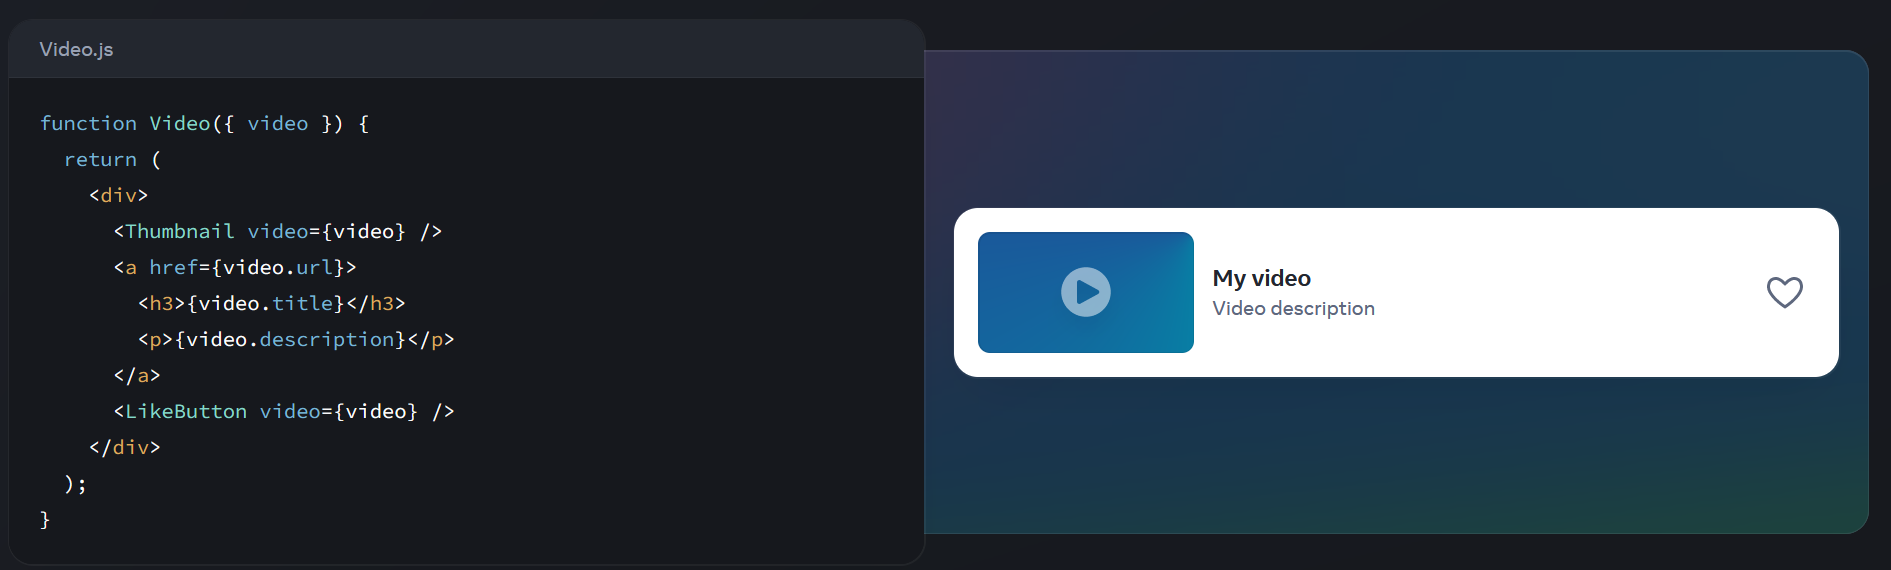 Video.js
function Video({ video }) {
  return (
    <div>
      <Thumbnail video={video} />
      <a href={video.url}>
        <h3>{video.title}</h3>
        <p>{video.description}</p>
      </a>
      <LikeButton video={video} />
    </div>
  );
}
My video
Video description